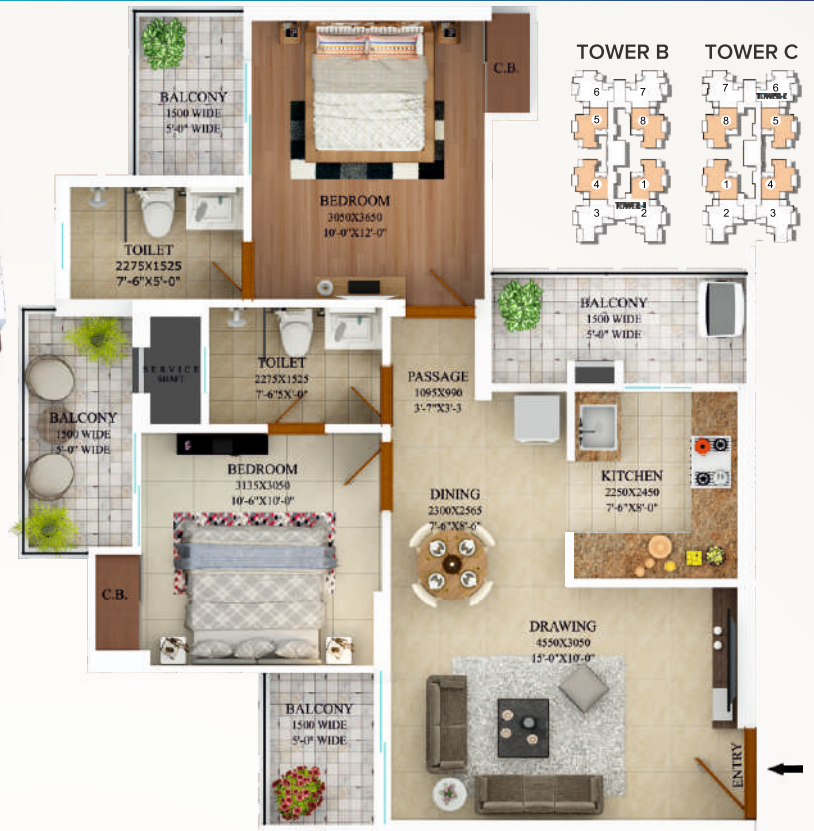 TOWER B
TOWER C
6
7
5
8
4
1
3
2
7
6
8
5
1
4
2
3
BALCONY
1500 WIDE
5'-0" WIDE
C.B.
BEDROOM
3050X3650
10'-0"X12'-0"
TOILET
2275X1525
7'-6"X5'-0"
BALCONY
1500 WIDE
5'-0" WIDE
SERVICE
SHAFT
TOILET
2275X1525
7'-6"5X'-0"
PASSAGE
1095X990
3'-7"X3'-3
BALCONY
1500 WIDE
5'-0" WIDE
BEDROOM
3135X3050
10'-6"X10'-0"
DINING
2300X2565
7'-6"X8'-6"
KITCHEN
2250X2450
7'-6"X8'-0"
C.B.
DRAWING
4550X3050
15'-0"X10'-0"
BALCONY
1500 WIDE
5'-0" WIDE
ENTRY